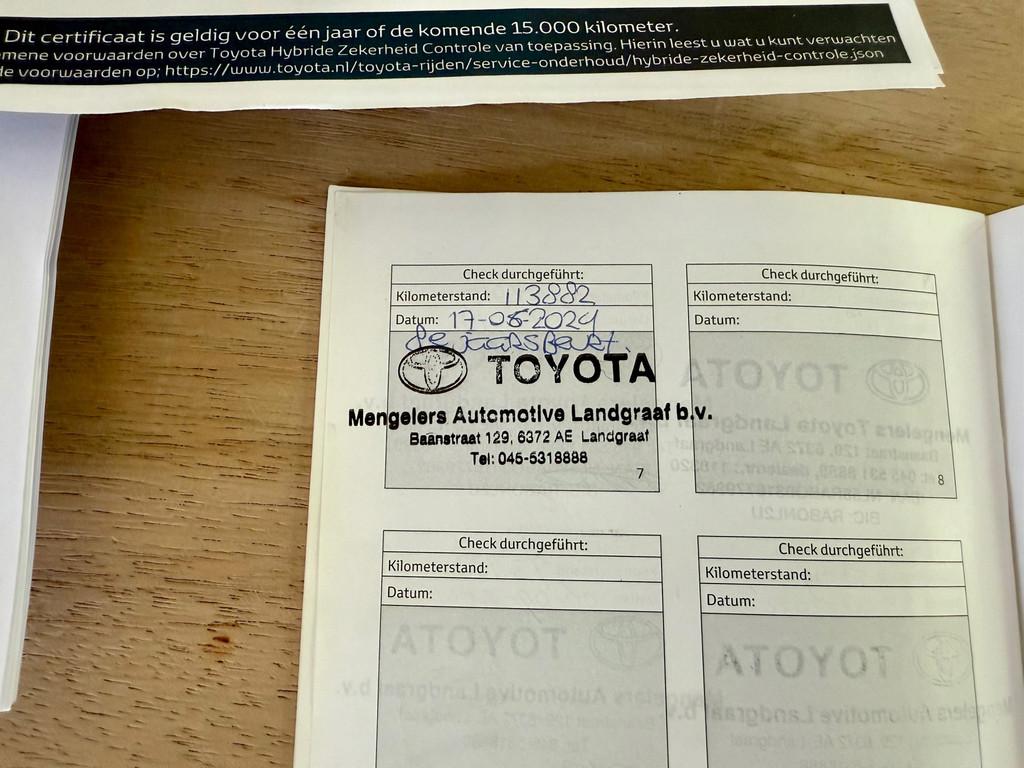 Dit certificaat is geldig voor één jaar of de komende 15.000 kilometer.
mene voorwaarden over Toyota Hybride Zekerheid Controle van toepassing. Hierin leest u wat u kunt verwachten
de voorwaarden op; https://www.toyota.nl/toyota-rijden/service-onderhoud/hybride-zekerheid-controle.json
Check durchgeführt:
Kilometerstand: 113882
Datum: 17-05-2024
TOYOTA
Mengelers Automotive Landgraaf b.v.
Baanstraat 129, 6372 AE Landgraaf
Tel: 045-5318888
7
Check durchgeführt:
Kilometerstand:
Datum:
8
Check durchgeführt:
Kilometerstand:
Datum:
Check durchgeführt:
Kilometerstand:
Datum: